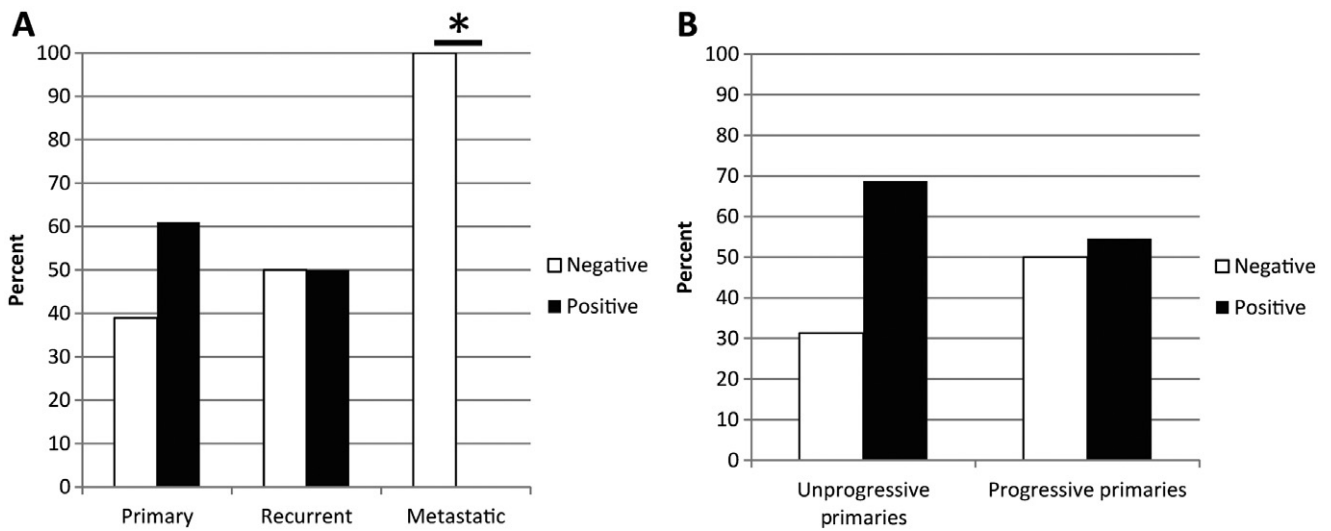 A
*
100
90
80
70
60
50
40
30
20
10
0
Percent
Primary Recurrent Metastatic
Negative
Positive
B
100
90
80
70
60
50
40
30
20
10
0
Percent
Unprogressive
primaries
Progressive primaries
Negative
Positive